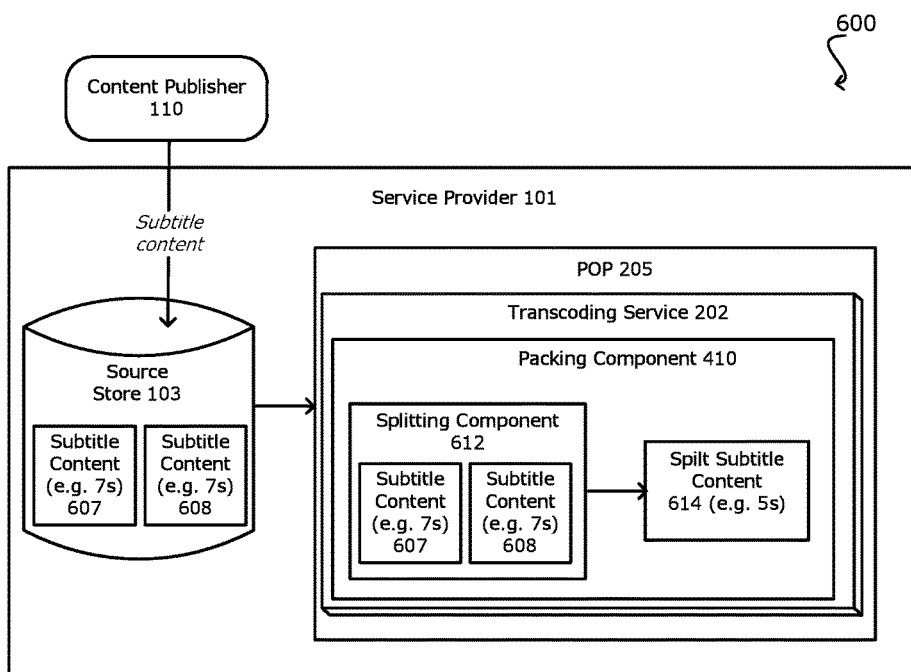 600
Content Publisher
110
Service Provider 101
Subtitle
content
POP 205
Transcoding Service 202
Packing Component 410
Source
Store 103
Subtitle
Content
(e.g. 7s)
607
Subtitle
Content
(e.g. 7s)
608
Splitting Component
612
Subtitle
Content
(e.g. 7s)
607
Subtitle
Content
(e.g. 7s)
608
Spilt Subtitle
Content
614 (e.g. 5s)